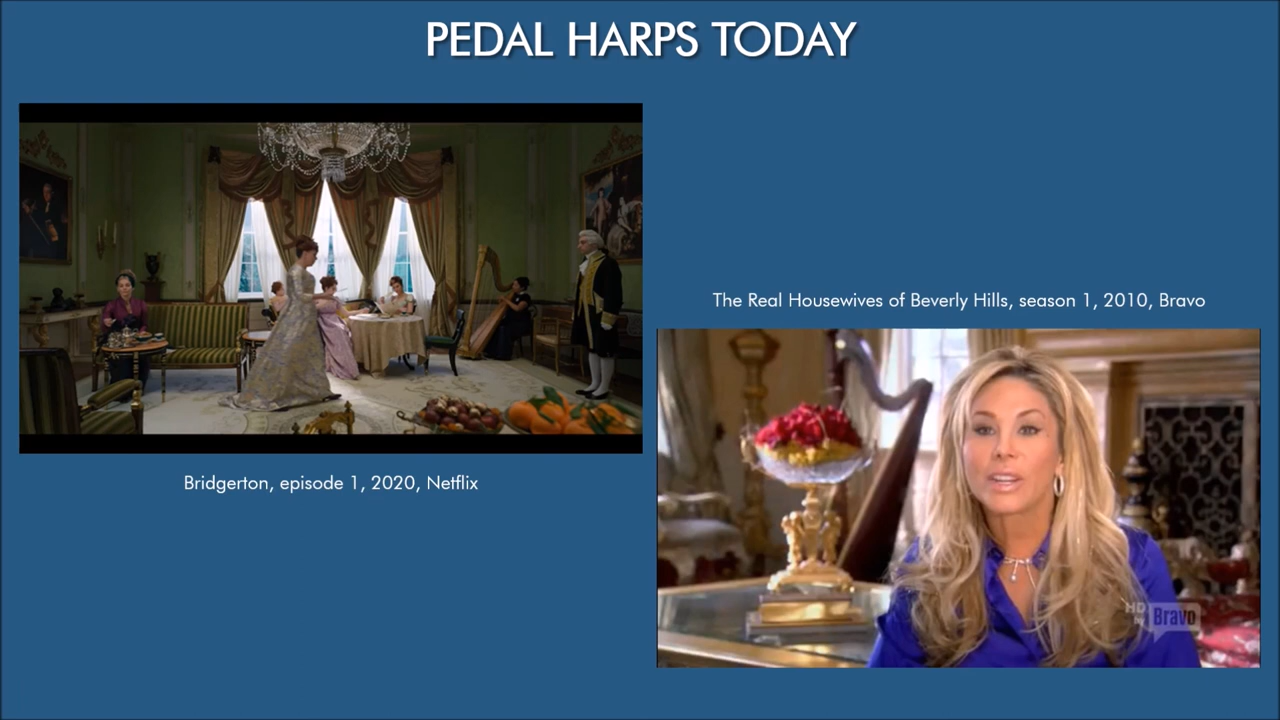 PEDAL HARPS TODAY
Bridgerton, episode 1, 2020, Netflix
The Real Housewives of Beverly Hills, season 1, 2010, Bravo
HD
Bravo